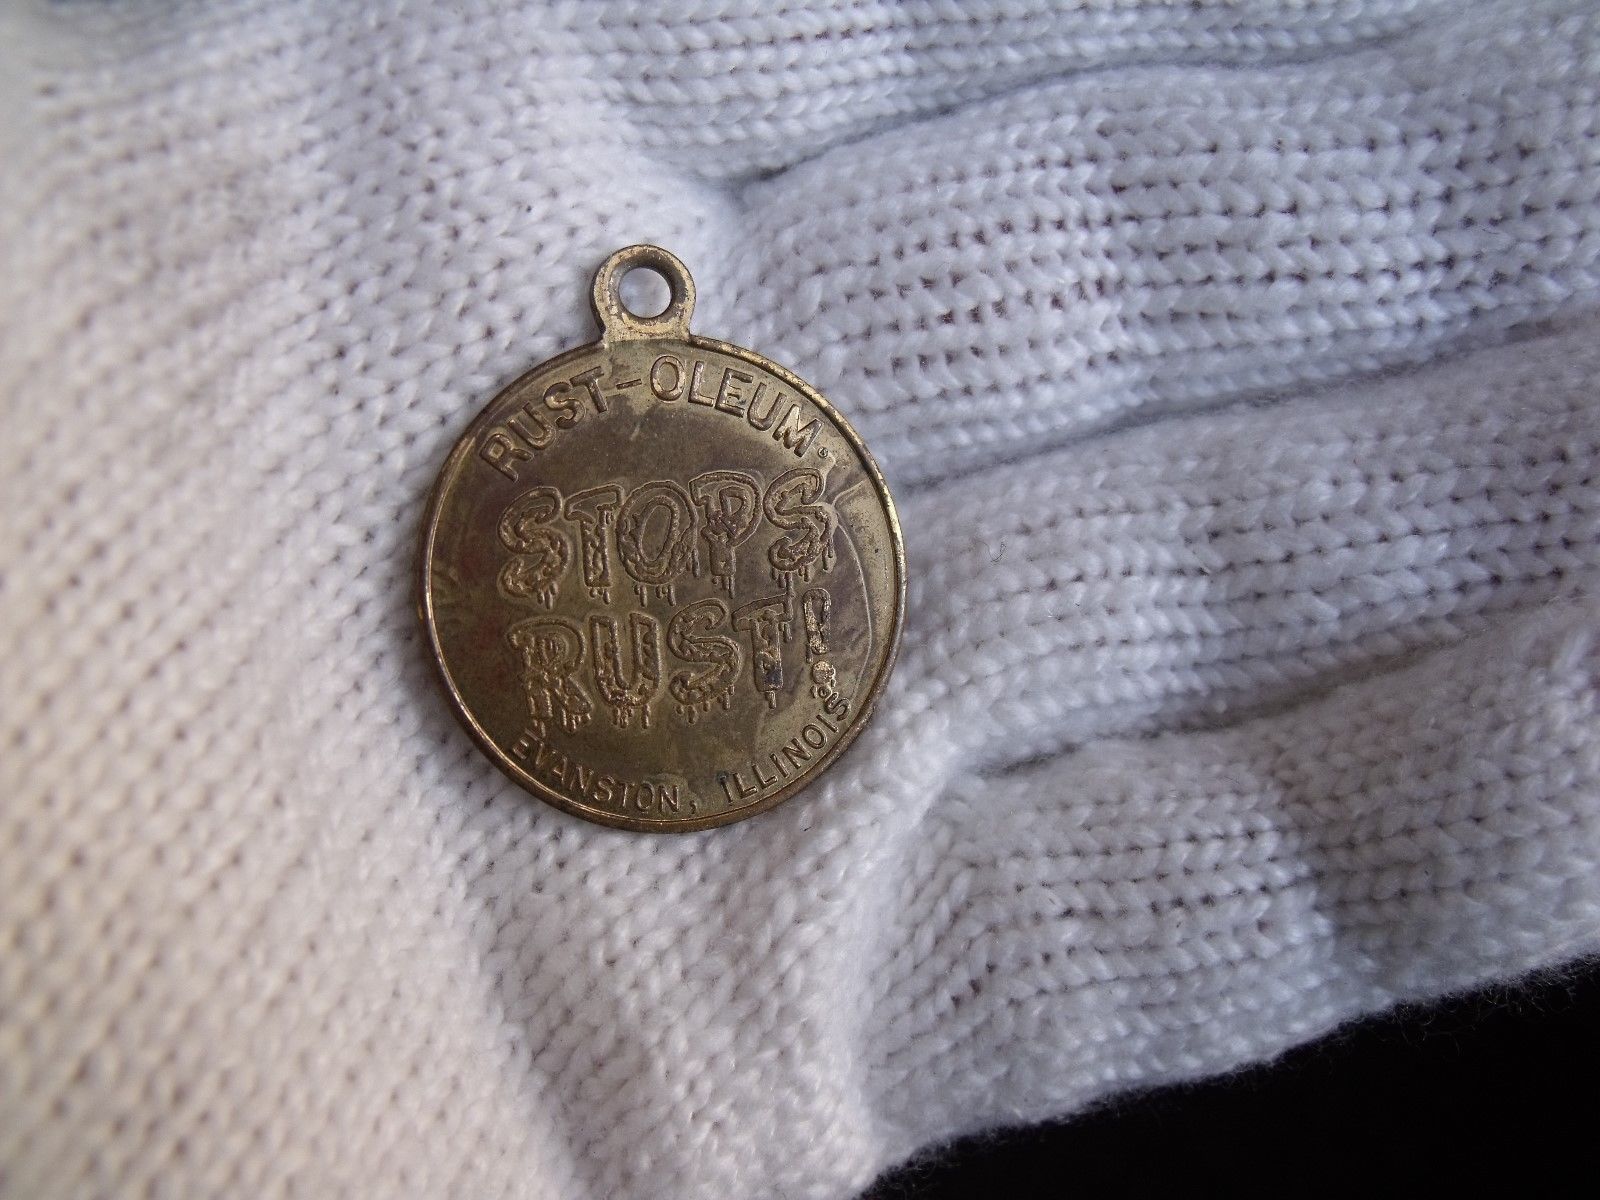 RUST-OLEUM®
STOPS
RUST!®
EVANSTON, ILLINOIS